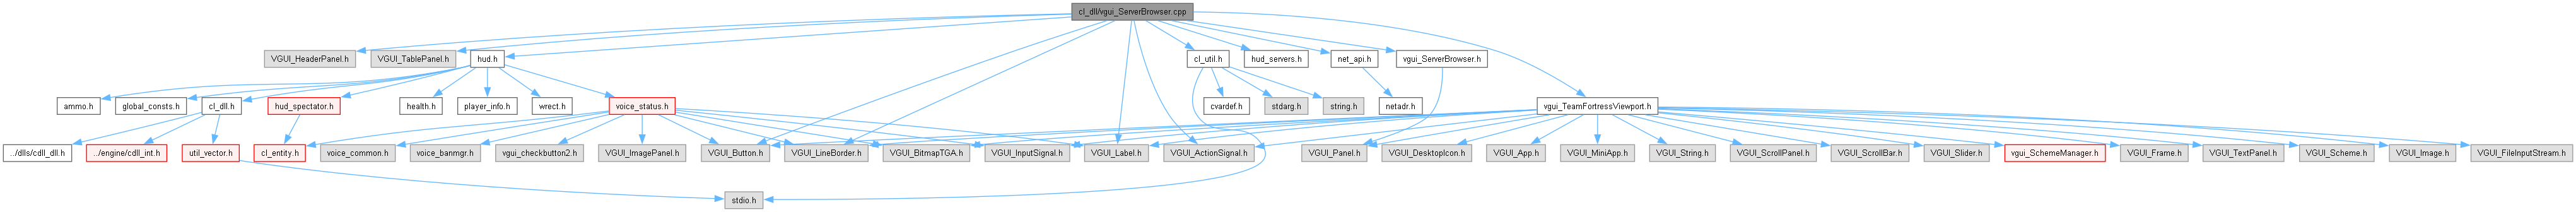 cl_dll/vgui_ServerBrowser.cpp
VGUI_HeaderPanel.h
VGUI_TablePanel.h
hud.h
cl_util.h
hud_servers.h
net_api.h
vgui_ServerBrowser.h
ammo.h
global_consts.h
cl_dll.h
hud_spectator.h
health.h
player_info.h
wrect.h
voice_status.h
cvardef.h
stdarg.h
string.h
netadr.h
vgui_TeamFortressViewport.h
../dlls/cdll_dll.h
../engine/cdll_int.h
util_vector.h
cl_entity.h
voice_common.h
voice_banmgr.h
vgui_checkbutton2.h
VGUI_ImagePanel.h
VGUI_Button.h
VGUI_LineBorder.h
VGUI_BitmapTGA.h
VGUI_InputSignal.h
VGUI_Label.h
VGUI_ActionSignal.h
VGUI_Panel.h
VGUI_DesktopIcon.h
VGUI_App.h
VGUI_MiniApp.h
VGUI_String.h
VGUI_ScrollPanel.h
VGUI_ScrollBar.h
VGUI_Slider.h
vgui_SchemeManager.h
VGUI_Frame.h
VGUI_TextPanel.h
VGUI_Scheme.h
VGUI_Image.h
VGUI_FileInputStream.h
stdio.h